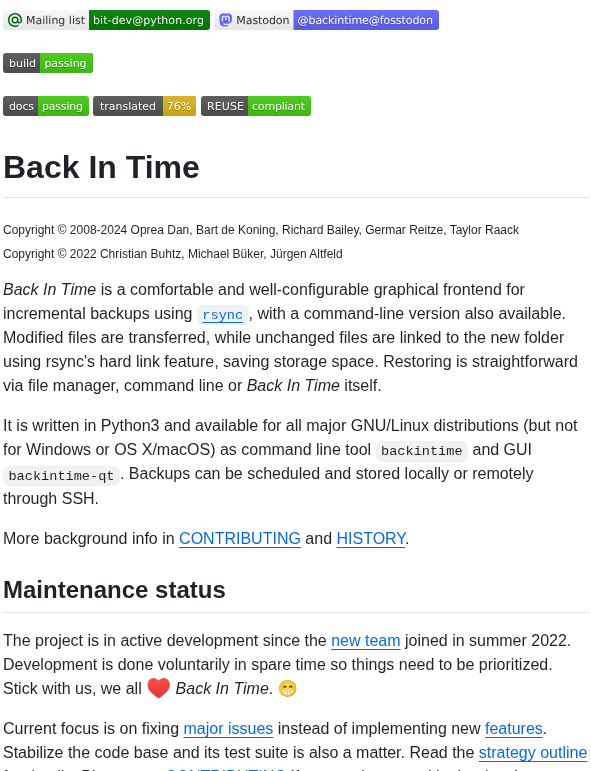 Mailing list bit-dev@python.org Mastodon @backintime@fosstodon
build passing
docs passing translated 76% REUSE compliant
Back In Time
Copyright © 2008-2024 Oprea Dan, Bart de Koning, Richard Bailey, Germar Reitze, Taylor Raack
Copyright © 2022 Christian Buhtz, Michael Büker, Jürgen Altfeld
Back In Time is a comfortable and well-configurable graphical frontend for
incremental backups using rsync, with a command-line version also available.
Modified files are transferred, while unchanged files are linked to the new folder
using rsync's hard link feature, saving storage space. Restoring is straightforward
via file manager, command line or Back In Time itself.
It is written in Python3 and available for all major GNU/Linux distributions (but not
for Windows or OS X/macOS) as command line tool backintime and GUI
backintime-qt. Backups can be scheduled and stored locally or remotely
through SSH.
More background info in CONTRIBUTING and HISTORY.
Maintenance status
The project is in active development since the new team joined in summer 2022.
Development is done voluntarily in spare time so things need to be prioritized.
Stick with us, we all ♥️ Back In Time. 😁
Current focus is on fixing major issues instead of implementing new features.
Stabilize the code base and its test suite is also a matter. Read the strategy outline